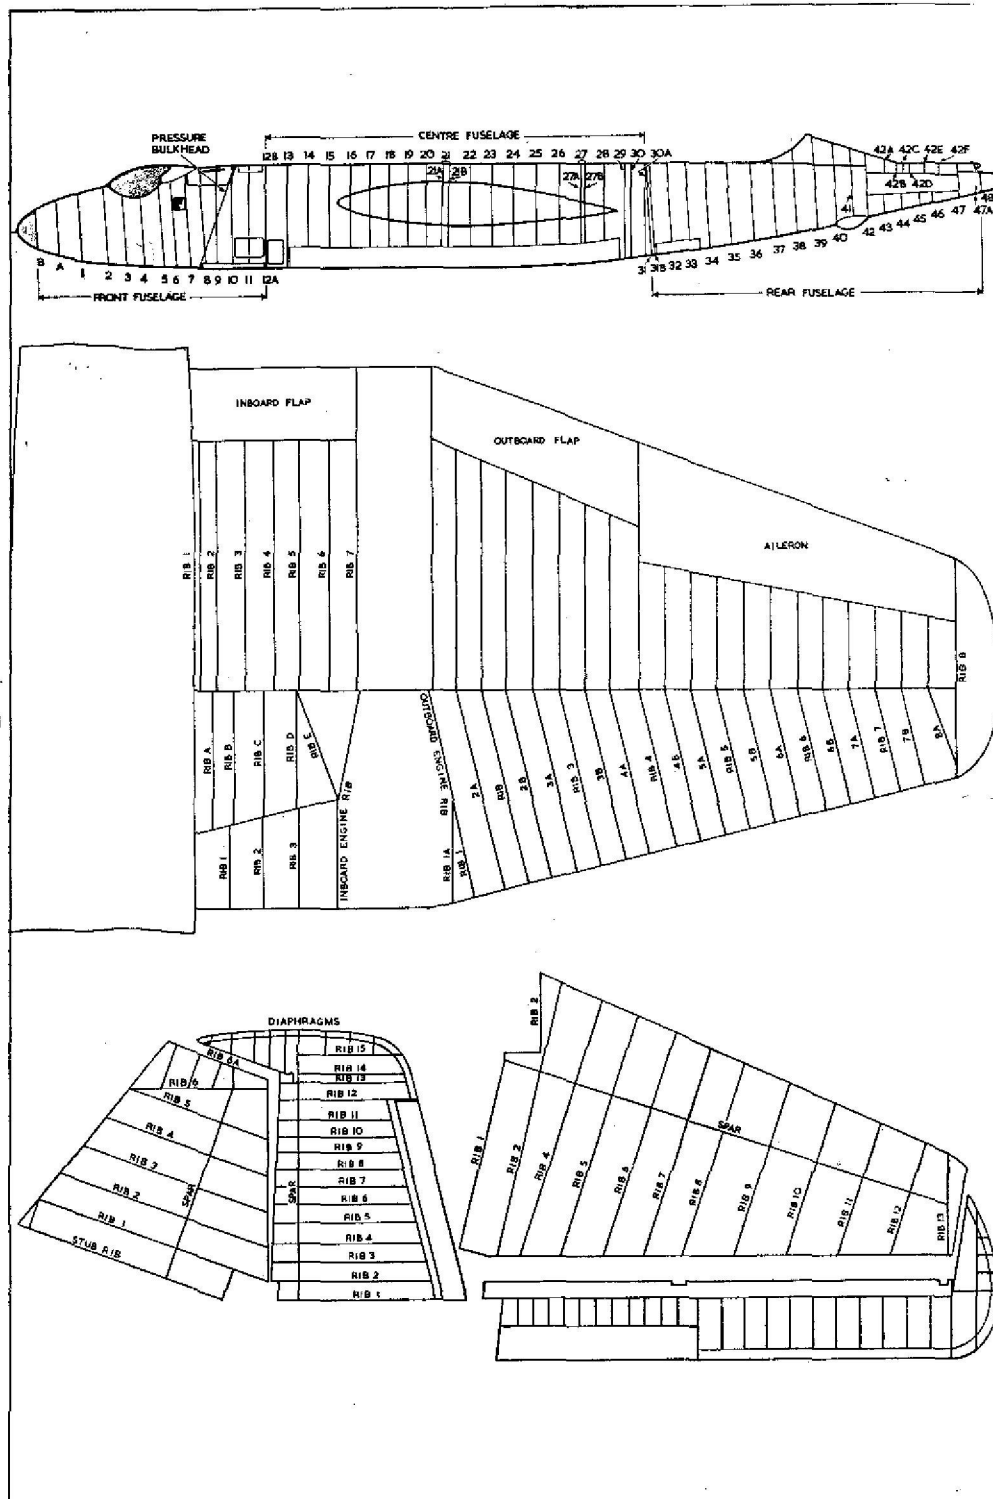 PRESSURE
BULKHEAD
CENTRE FUSELAGE
12B 13 14 15 16 17 18 19 20 21 22 23 24 25 26 27 28 29 30 30A
21A 21B
27A 27B
42A 42C 42E 42F
42B 42D
41
48
47A
B A 1 2 3 4 5 6 7 8 9 10 11 12A
31 31B 32 33 34 35 36 37 38 39 40 42 43 44 45 46 47
FRONT FUSELAGE
REAR FUSELAGE
INBOARD FLAP
OUTBOARD FLAP
AILERON
RIB 1
RIB 2
RIB 3
RIB 4
RIB 5
RIB 6
RIB 7
RIB 8
RIB A
RIB B
RIB C
RIB D
RIB E
RIB 1
RIB 2
RIB 3
INBOARD ENGINE RIB
OUTBOARD ENGINE RIB
RIB 1A
RIB 1
2A
RIB
2B
3A
RIB 3
3B
4A
RIB 4
4B
5A
RIB 5
5B
6A
RIB 6
6B
7A
RIB 7
7B
8A
DIAPHRAGMS
RIB 6A
RIB 6
RIB 5
RIB 4
RIB 3
RIB 2
RIB 1
STUB RIB
SPAR
RIB 15
RIB 14
RIB 13
RIB 12
RIB 11
RIB 10
RIB 9
RIB 8
RIB 7
RIB 6
RIB 5
RIB 4
RIB 3
RIB 2
RIB 1
SPAR
RIB 2
SPAR
RIB 1
RIB 2
RIB 4
RIB 5
RIB 6
RIB 7
RIB 8
RIB 9
RIB 10
RIB 11
RIB 12
RIB 13